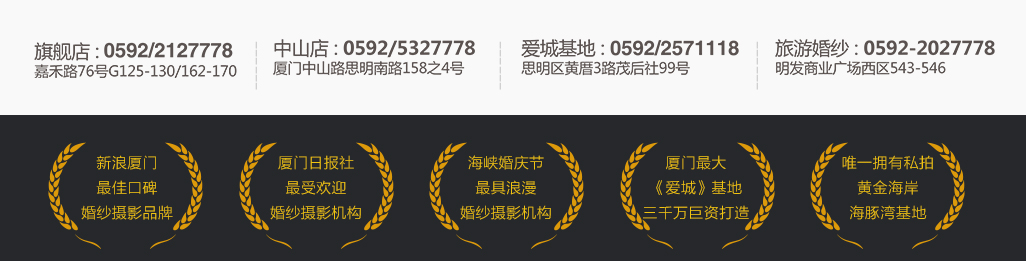 旗舰店 : 0592/2127778
嘉禾路76号G125-130/162-170
中山店 : 0592/5327778
厦门中山路思明南路158之4号
爱城基地 : 0592/2571118
思明区黄厝3路茂后社99号
旅游婚纱 : 0592-2027778
明发商业广场西区543-546
新浪厦门
最佳口碑
婚纱摄影品牌
厦门日报社
最受欢迎
婚纱摄影机构
海峡婚庆节
最具浪漫
婚纱摄影机构
厦门最大
《爱城》基地
三千万巨资打造
唯一拥有私拍
黄金海岸
海豚湾基地